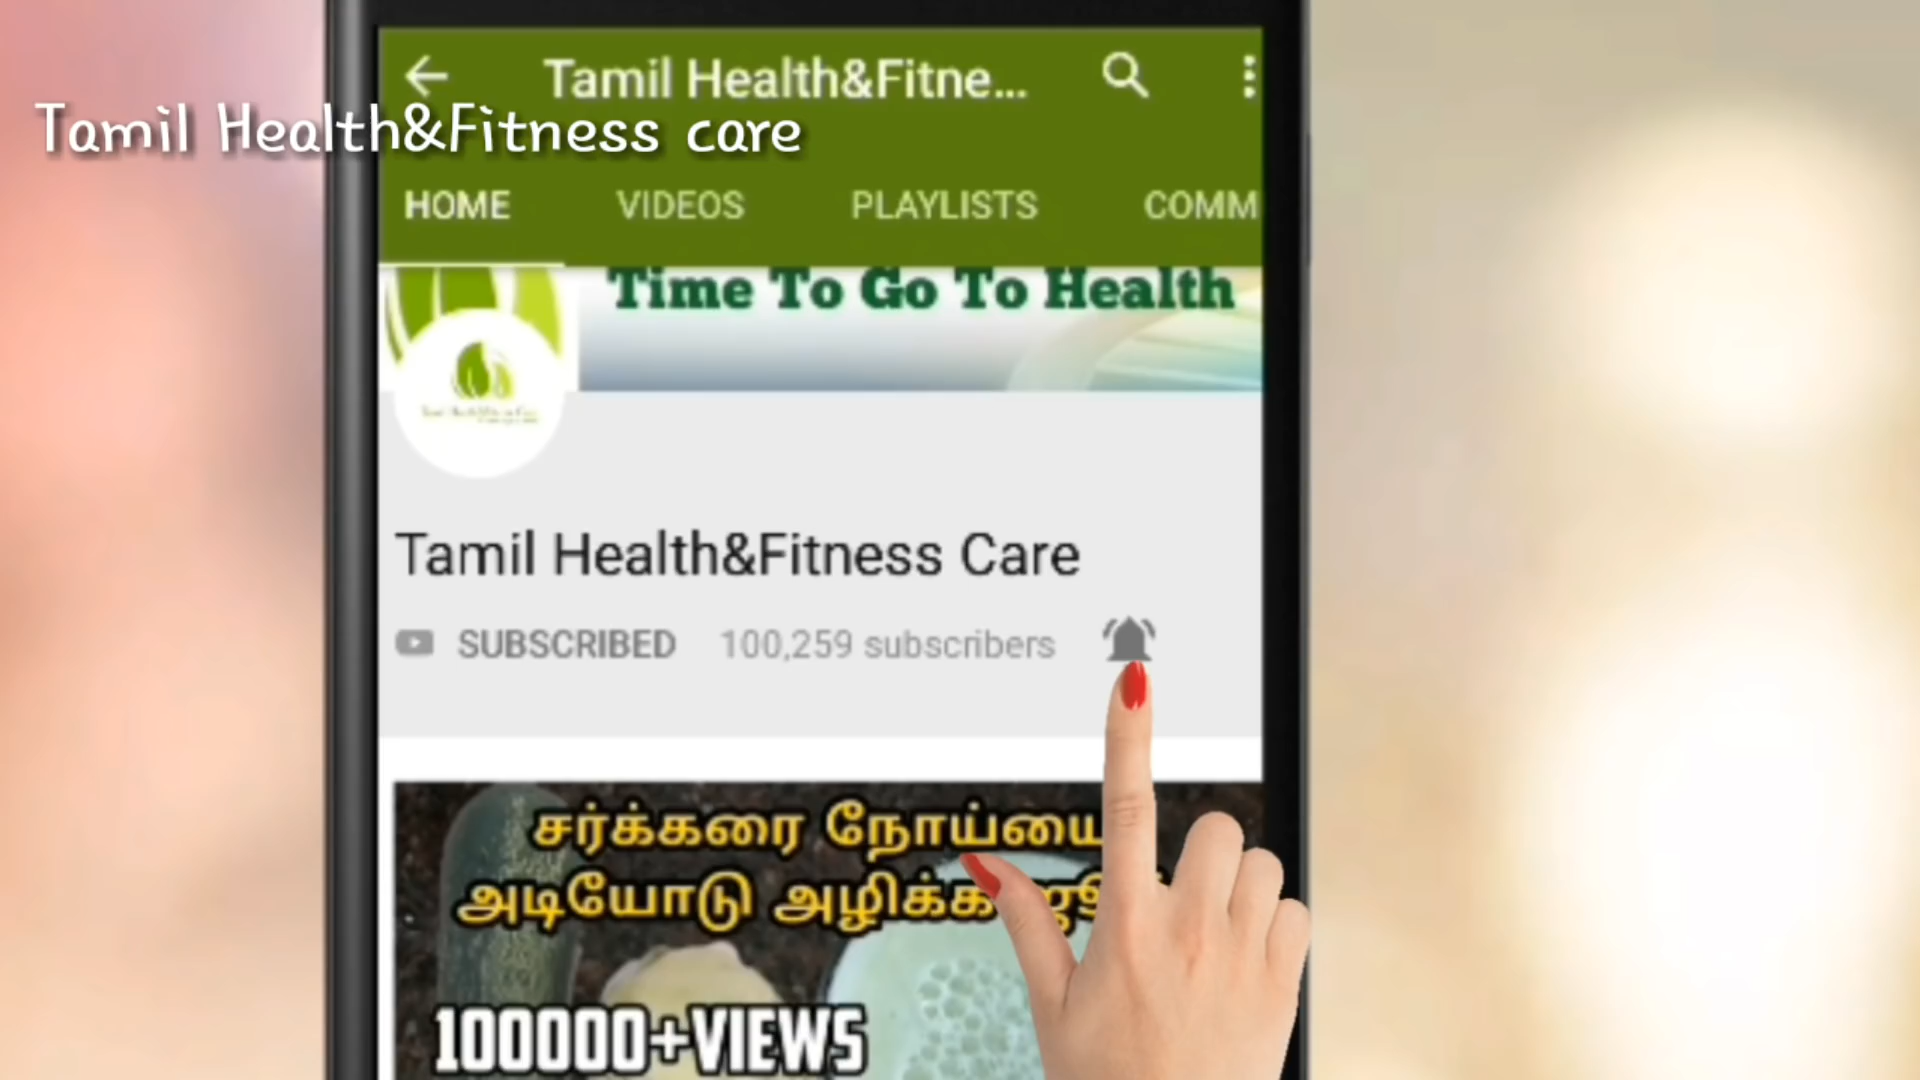 Tamil Health&Fitne...
Tamil Health&Fitness care
HOME VIDEOS PLAYLISTS COMM
Time To Go To Health
Tamil Health&Fitness Care
SUBSCRIBED 100,259 subscribers
சர்க்கரை நோய்யை
அடியோடு அழிக்க
100000+VIEWS